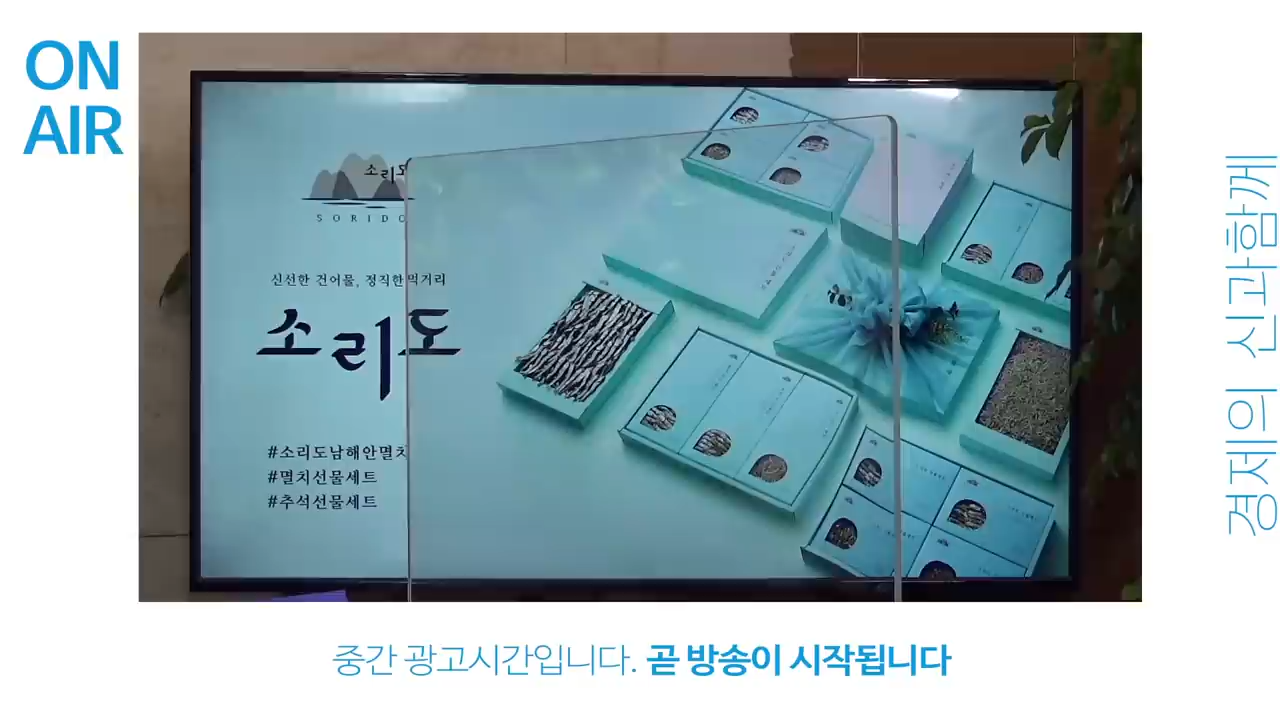 ON
AIR
소리도
SORIDO
신선한 건어물, 정직한 먹거리
소리도
#소리도남해안멸치
#멸치선물세트
#추석선물세트
경제의 신과함께
중간 광고시간입니다. 곧 방송이 시작됩니다